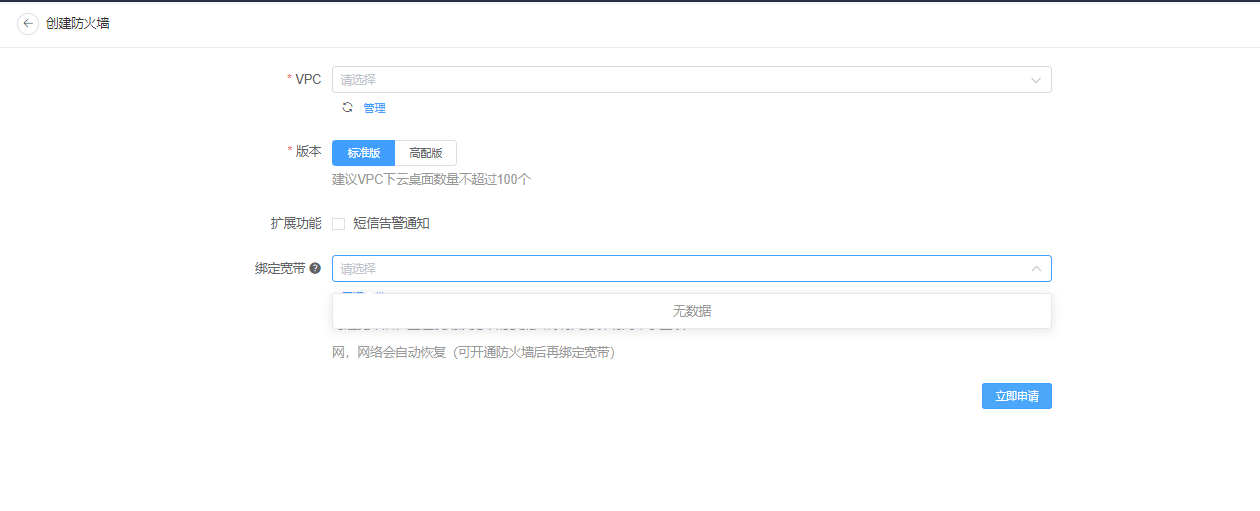 创建防火墙
* VPC
请选择
管理
* 版本
标准版
高配版
建议VPC下云桌面数量不超过100个
扩展功能
短信告警通知
绑定宽带 ?
请选择
无数据
网，网络会自动恢复（可开通防火墙后再绑定宽带）
立即申请